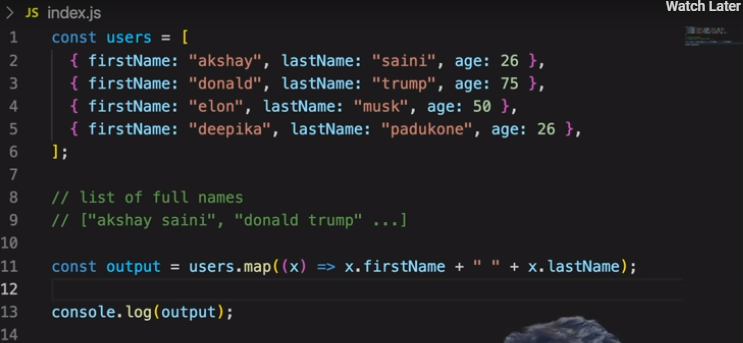 Watch Later
> JS index.js
1 const users = [
2 { firstName: "akshay", lastName: "saini", age: 26 },
3 { firstName: "donald", lastName: "trump", age: 75 },
4 { firstName: "elon", lastName: "musk", age: 50 },
5 { firstName: "deepika", lastName: "padukone", age: 26 },
6 ];
7
8 // list of full names
9 // ["akshay saini", "donald trump" ...]
10
11 const output = users.map((x) => x.firstName + " " + x.lastName);
12
13 console.log(output);
14